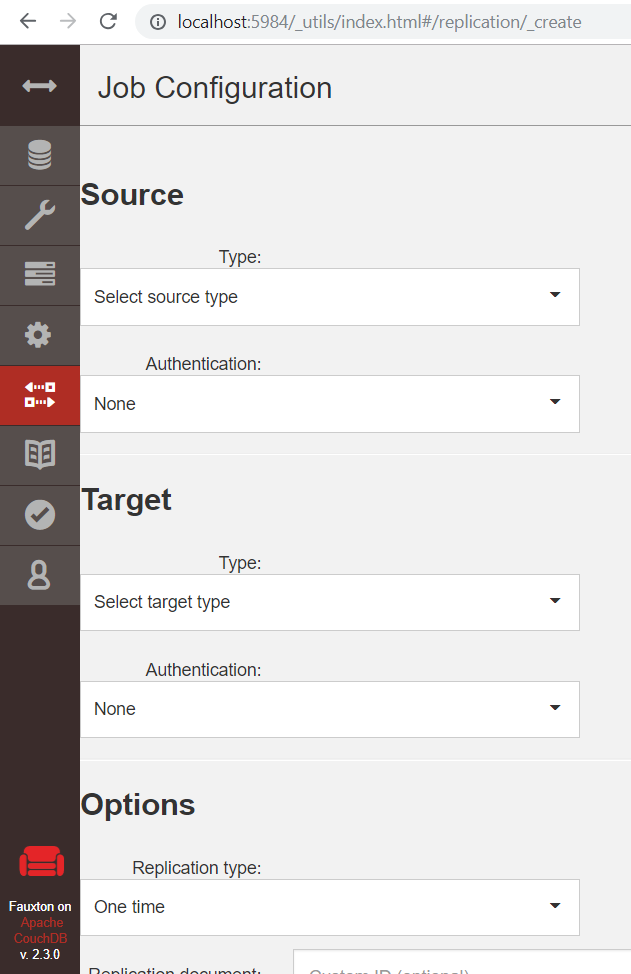 localhost:5984/_utils/index.html#/replication/_create
Job Configuration
Source
Type:
Select source type
Authentication:
None
Target
Type:
Select target type
Authentication:
None
Options
Replication type:
One time
Replication document:
Custom ID (optional)
Fauxton on
Apache
CouchDB
v. 2.3.0